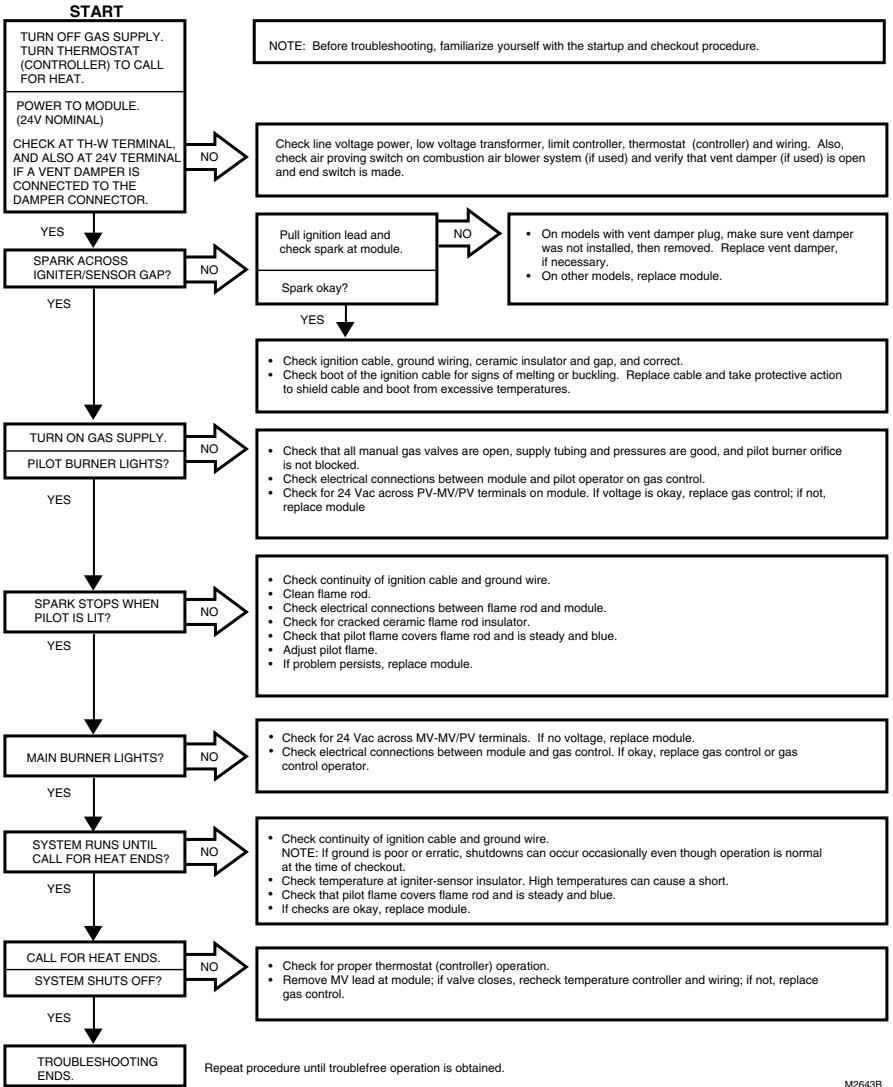 START
TURN OFF GAS SUPPLY.
TURN THERMOSTAT
(CONTROLLER) TO CALL
FOR HEAT.
NOTE: Before troubleshooting, familiarize yourself with the startup and checkout procedure.
POWER TO MODULE.
(24V NOMINAL)
CHECK AT TH-W TERMINAL,
AND ALSO AT 24V TERMINAL
IF A VENT DAMPER IS
CONNECTED TO THE
DAMPER CONNECTOR.
NO
Check line voltage power, low voltage transformer, limit controller, thermostat (controller) and wiring. Also,
check air proving switch on combustion air blower system (if used) and verify that vent damper (if used) is open
and end switch is made.
YES
SPARK ACROSS
IGNITER/SENSOR GAP?
NO
Pull ignition lead and
check spark at module.
Spark okay?
NO
• On models with vent damper plug, make sure vent damper
was not installed, then removed. Replace vent damper,
if necessary.
• On other models, replace module.
YES
YES
• Check ignition cable, ground wiring, ceramic insulator and gap, and correct.
• Check boot of the ignition cable for signs of melting or buckling. Replace cable and take protective action
to shield cable and boot from excessive temperatures.
TURN ON GAS SUPPLY.
PILOT BURNER LIGHTS?
NO
• Check that all manual gas valves are open, supply tubing and pressures are good, and pilot burner orifice
is not blocked.
• Check electrical connections between module and pilot operator on gas control.
• Check for 24 Vac across PV-MV/PV terminals on module. If voltage is okay, replace gas control; if not,
replace module
YES
SPARK STOPS WHEN
PILOT IS LIT?
NO
• Check continuity of ignition cable and ground wire.
• Clean flame rod.
• Check electrical connections between flame rod and module.
• Check for cracked ceramic flame rod insulator.
• Check that pilot flame covers flame rod and is steady and blue.
• Adjust pilot flame.
• If problem persists, replace module.
YES
MAIN BURNER LIGHTS?
NO
• Check for 24 Vac across MV-MV/PV terminals. If no voltage, replace module.
• Check electrical connections between module and gas control. If okay, replace gas control or gas
control operator.
YES
SYSTEM RUNS UNTIL
CALL FOR HEAT ENDS?
NO
• Check continuity of ignition cable and ground wire.
NOTE: If ground is poor or erratic, shutdowns can occur occasionally even though operation is normal
at the time of checkout.
• Check temperature at igniter-sensor insulator. High temperatures can cause a short.
• Check that pilot flame covers flame rod and is steady and blue.
• If checks are okay, replace module.
YES
CALL FOR HEAT ENDS.
SYSTEM SHUTS OFF?
NO
• Check for proper thermostat (controller) operation.
• Remove MV lead at module; if valve closes, recheck temperature controller and wiring; if not, replace
gas control.
YES
TROUBLESHOOTING
ENDS.
Repeat procedure until troublefree operation is obtained.
M2643B